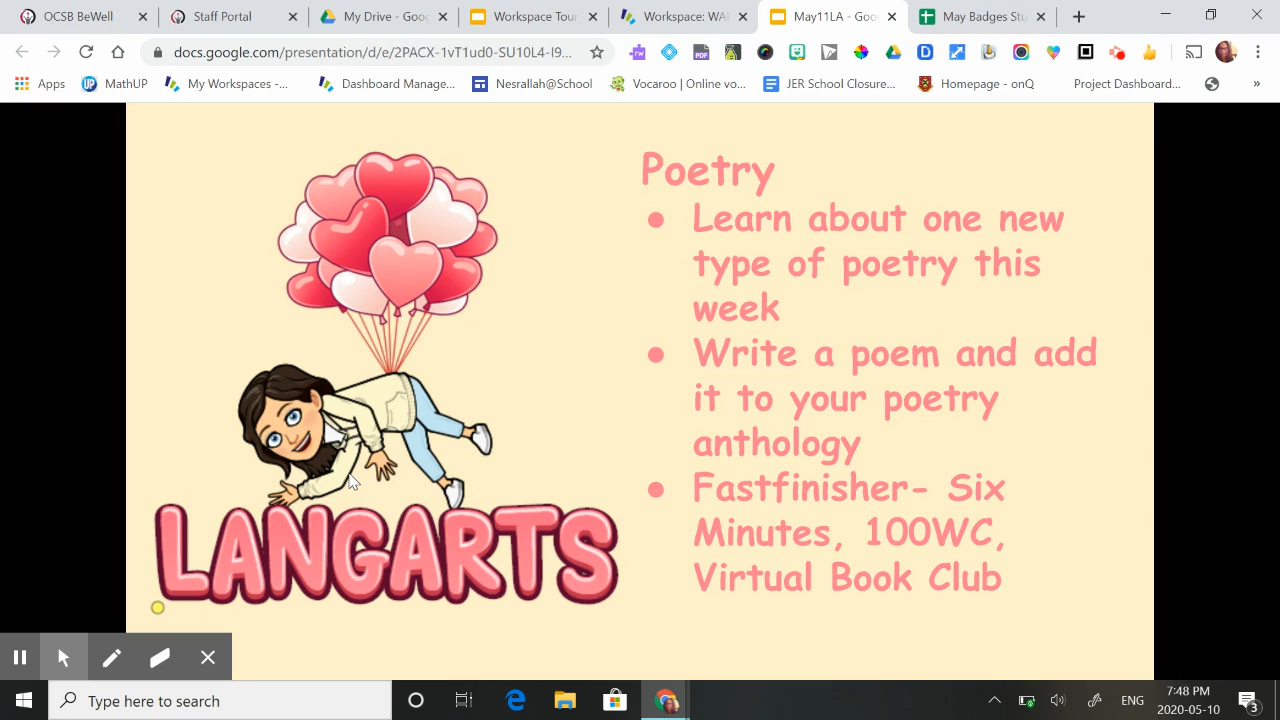 OCSB BeWell
Staff Portal
My Drive - Goo
Workspace Tour
Workspace: WAL
May11LA - Goo
May Badges Stu
docs.google.com/presentation/d/e/2PACX-1vT1ud0-SU10L4-I9...
Apps
MathUP
My Workspaces -...
Dashboard Manage...
Nesrallah@School
Vocaroo | Online vo...
JER School Closure...
Homepage - onQ
Project Dashboard...
»
Poetry
● Learn about one new
type of poetry this
week
● Write a poem and add
it to your poetry
anthology
● Fastfinisher- Six
Minutes, 100WC,
Virtual Book Club
LANGARTS
Type here to search
ENG
7:48 PM
2020-05-10
3